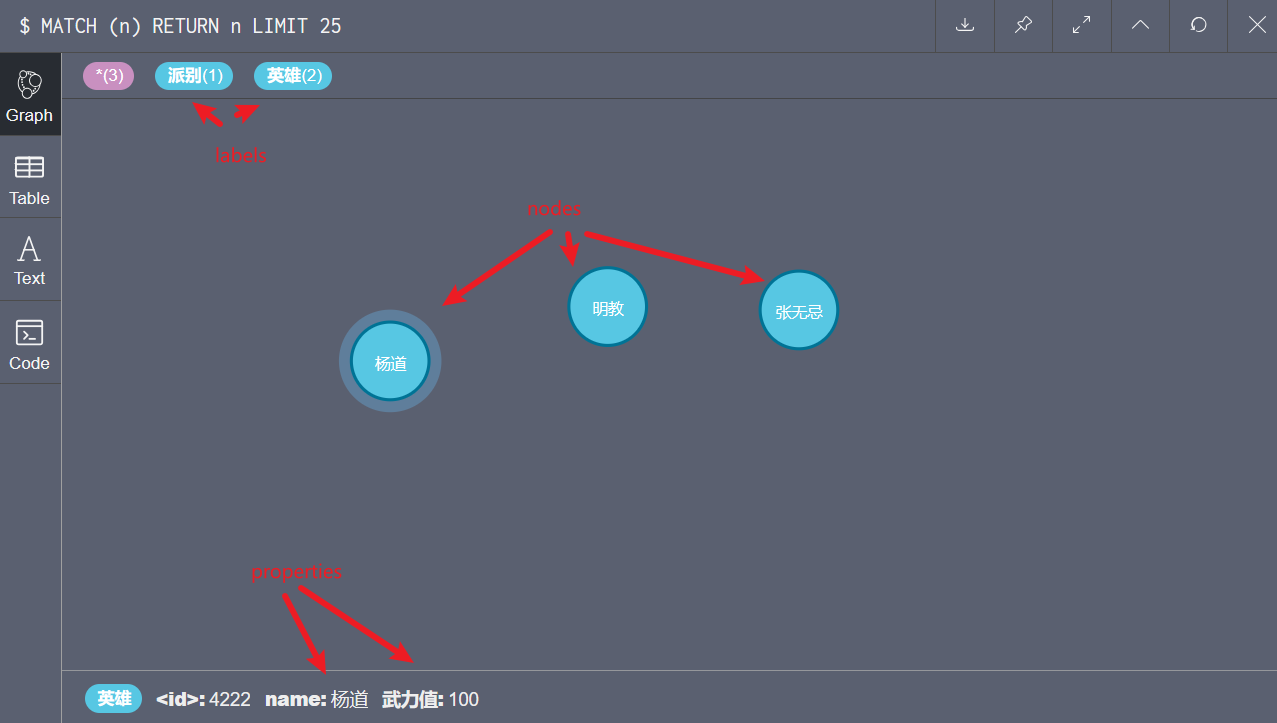 $ MATCH (n) RETURN n LIMIT 25
*(3) 派别(1) 英雄(2)
Graph
labels
Table
nodes
Text
明教
张无忌
Code
杨道
properties
英雄 <id>: 4222 name: 杨道 武力值: 100